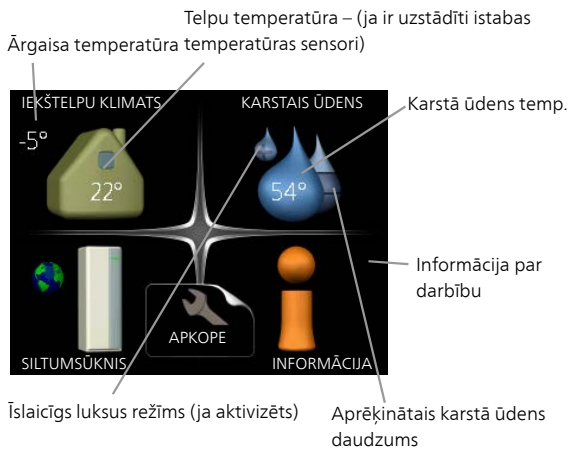 Telpu temperatūra – (ja ir uzstādīti istabas
temperatūras sensori)
Ārgaisa temperatūra
IEKŠTELPU KLIMATS
KARSTAIS ŪDENS
Karstā ūdens temp.
-5°
22°
54°
Informācija par
darbību
APKOPE
SILTUMSŪKNIS
INFORMĀCIJA
Īslaicīgs luksus režīms (ja aktivizēts)
Aprēķinātais karstā ūdens
daudzums